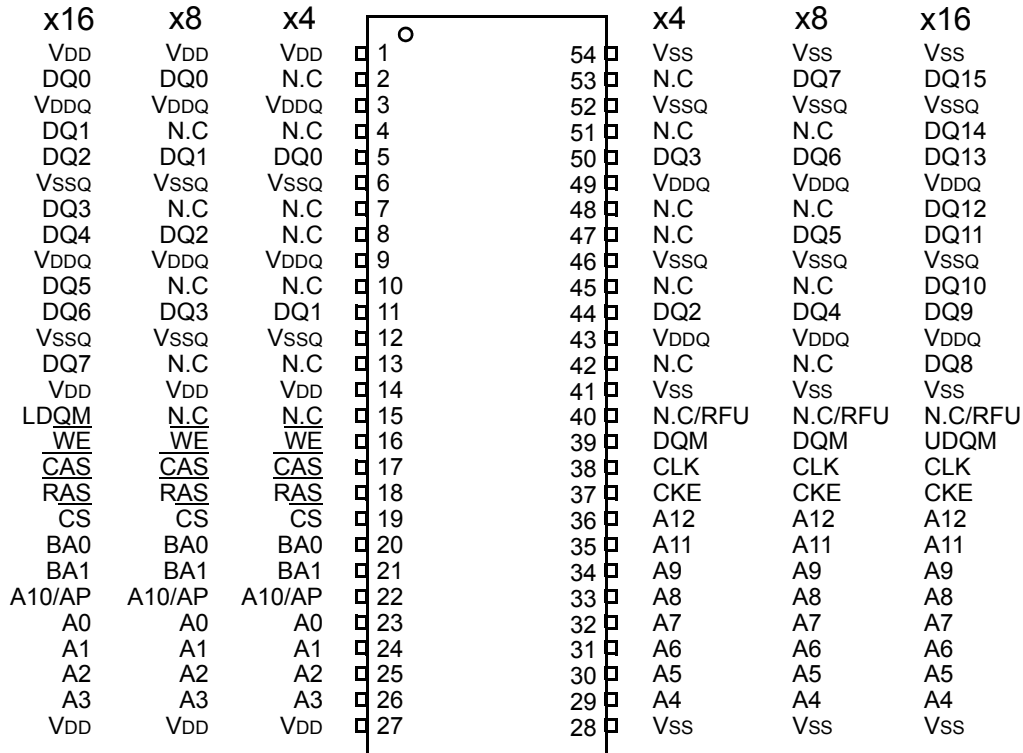 x16 x8 x4 x4 x8 x16
VDD VDD VDD 1 54 VSS VSS VSS
DQ0 DQ0 N.C 2 53 N.C DQ7 DQ15
VDDQ VDDQ VDDQ 3 52 VSSQ VSSQ VSSQ
DQ1 N.C N.C 4 51 N.C N.C DQ14
DQ2 DQ1 DQ0 5 50 DQ3 DQ6 DQ13
VSSQ VSSQ VSSQ 6 49 VDDQ VDDQ VDDQ
DQ3 N.C N.C 7 48 N.C N.C DQ12
DQ4 DQ2 N.C 8 47 N.C DQ5 DQ11
VDDQ VDDQ VDDQ 9 46 VSSQ VSSQ VSSQ
DQ5 N.C N.C 10 45 N.C N.C DQ10
DQ6 DQ3 DQ1 11 44 DQ2 DQ4 DQ9
VSSQ VSSQ VSSQ 12 43 VDDQ VDDQ VDDQ
DQ7 N.C N.C 13 42 N.C N.C DQ8
VDD VDD VDD 14 41 VSS VSS VSS
LDQM N.C N.C 15 40 N.C/RFU N.C/RFU N.C/RFU
WE WE WE 16 39 DQM DQM UDQM
CAS CAS CAS 17 38 CLK CLK CLK
RAS RAS RAS 18 37 CKE CKE CKE
CS CS CS 19 36 A12 A12 A12
BA0 BA0 BA0 20 35 A11 A11 A11
BA1 BA1 BA1 21 34 A9 A9 A9
A10/AP A10/AP A10/AP 22 33 A8 A8 A8
A0 A0 A0 23 32 A7 A7 A7
A1 A1 A1 24 31 A6 A6 A6
A2 A2 A2 25 30 A5 A5 A5
A3 A3 A3 26 29 A4 A4 A4
VDD VDD VDD 27 28 VSS VSS VSS